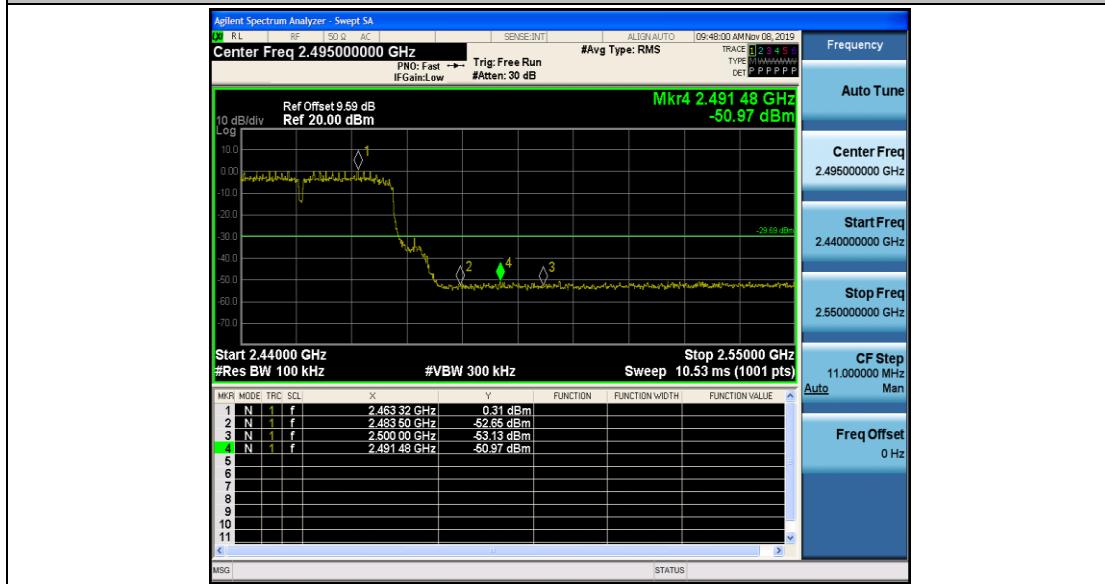 Agilent Spectrum Analyzer - Swept SA
RL RF 50 Ω AC SENSE:INT ALIGNAUTO 09:48:00 AM Nov 08, 2019
Center Freq 2.495000000 GHz #Avg Type: RMS TRACE 1 2 3 4 5 6
PNO: Fast Trig: Free Run TYPE M WWWWW
IFGain:Low #Atten: 30 dB DET P P P P P P
Frequency
Auto Tune
Center Freq
2.495000000 GHz
Start Freq
2.440000000 GHz
Stop Freq
2.550000000 GHz
CF Step
11.000000 MHz
Auto Man
Freq Offset
0 Hz
Mkr4 2.491 48 GHz
-50.97 dBm
Ref Offset 9.59 dB
10 dB/div Ref 20.00 dBm
Log
10.0
0.00
-10.0
-20.0
-30.0
-40.0
-50.0
-60.0
-70.0
1
2
4
3
-29.69 dBm
Start 2.44000 GHz Stop 2.55000 GHz
#Res BW 100 kHz #VBW 300 kHz Sweep 10.53 ms (1001 pts)
MKR MODE TRC SCL X Y FUNCTION FUNCTION WIDTH FUNCTION VALUE
1 N 1 f 2.463 32 GHz 0.31 dBm
2 N 1 f 2.483 50 GHz -52.65 dBm
3 N 1 f 2.500 00 GHz -53.13 dBm
4 N 1 f 2.491 48 GHz -50.97 dBm
5
6
7
8
9
10
11
MSG STATUS